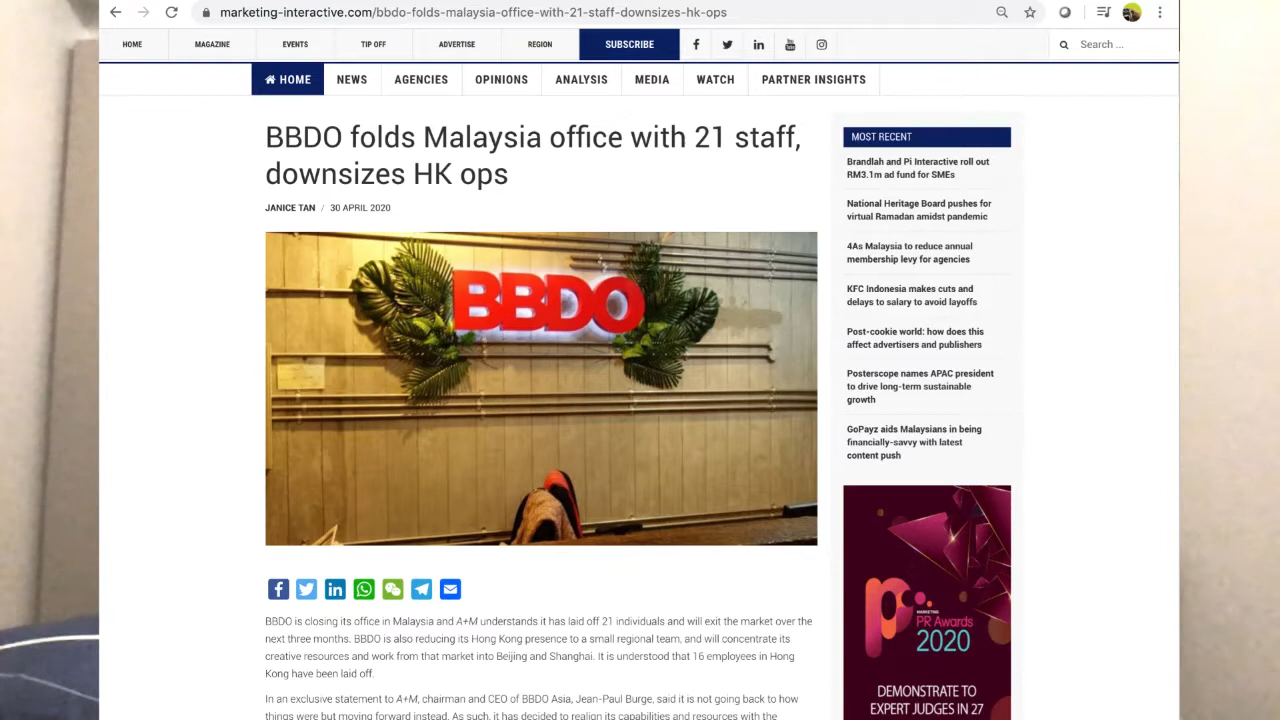 marketing-interactive.com/bbdo-folds-malaysia-office-with-21-staff-downsizes-hk-ops
HOME MAGAZINE EVENTS TIP OFF ADVERTISE REGION SUBSCRIBE Search ...
HOME NEWS AGENCIES OPINIONS ANALYSIS MEDIA WATCH PARTNER INSIGHTS
BBDO folds Malaysia office with 21 staff,
downsizes HK ops
JANICE TAN / 30 APRIL 2020
BBDO
BBDO is closing its office in Malaysia and A+M understands it has laid off 21 individuals and will exit the market over the
next three months. BBDO is also reducing its Hong Kong presence to a small regional team, and will concentrate its
creative resources and work from that market into Beijing and Shanghai. It is understood that 16 employees in Hong
Kong have been laid off.
In an exclusive statement to A+M, chairman and CEO of BBDO Asia, Jean-Paul Burge, said it is not going back to how
things were but moving forward instead. As such, it has decided to realign its capabilities and resources with the
MOST RECENT
Brandlah and Pi Interactive roll out
RM3.1m ad fund for SMEs
National Heritage Board pushes for
virtual Ramadan amidst pandemic
4As Malaysia to reduce annual
membership levy for agencies
KFC Indonesia makes cuts and
delays to salary to avoid layoffs
Post-cookie world: how does this
affect advertisers and publishers
Posterscope names APAC president
to drive long-term sustainable
growth
GoPayz aids Malaysians in being
financially-savvy with latest
content push
MARKETING
PR Awards
2020
DEMONSTRATE TO
EXPERT JUDGES IN 27